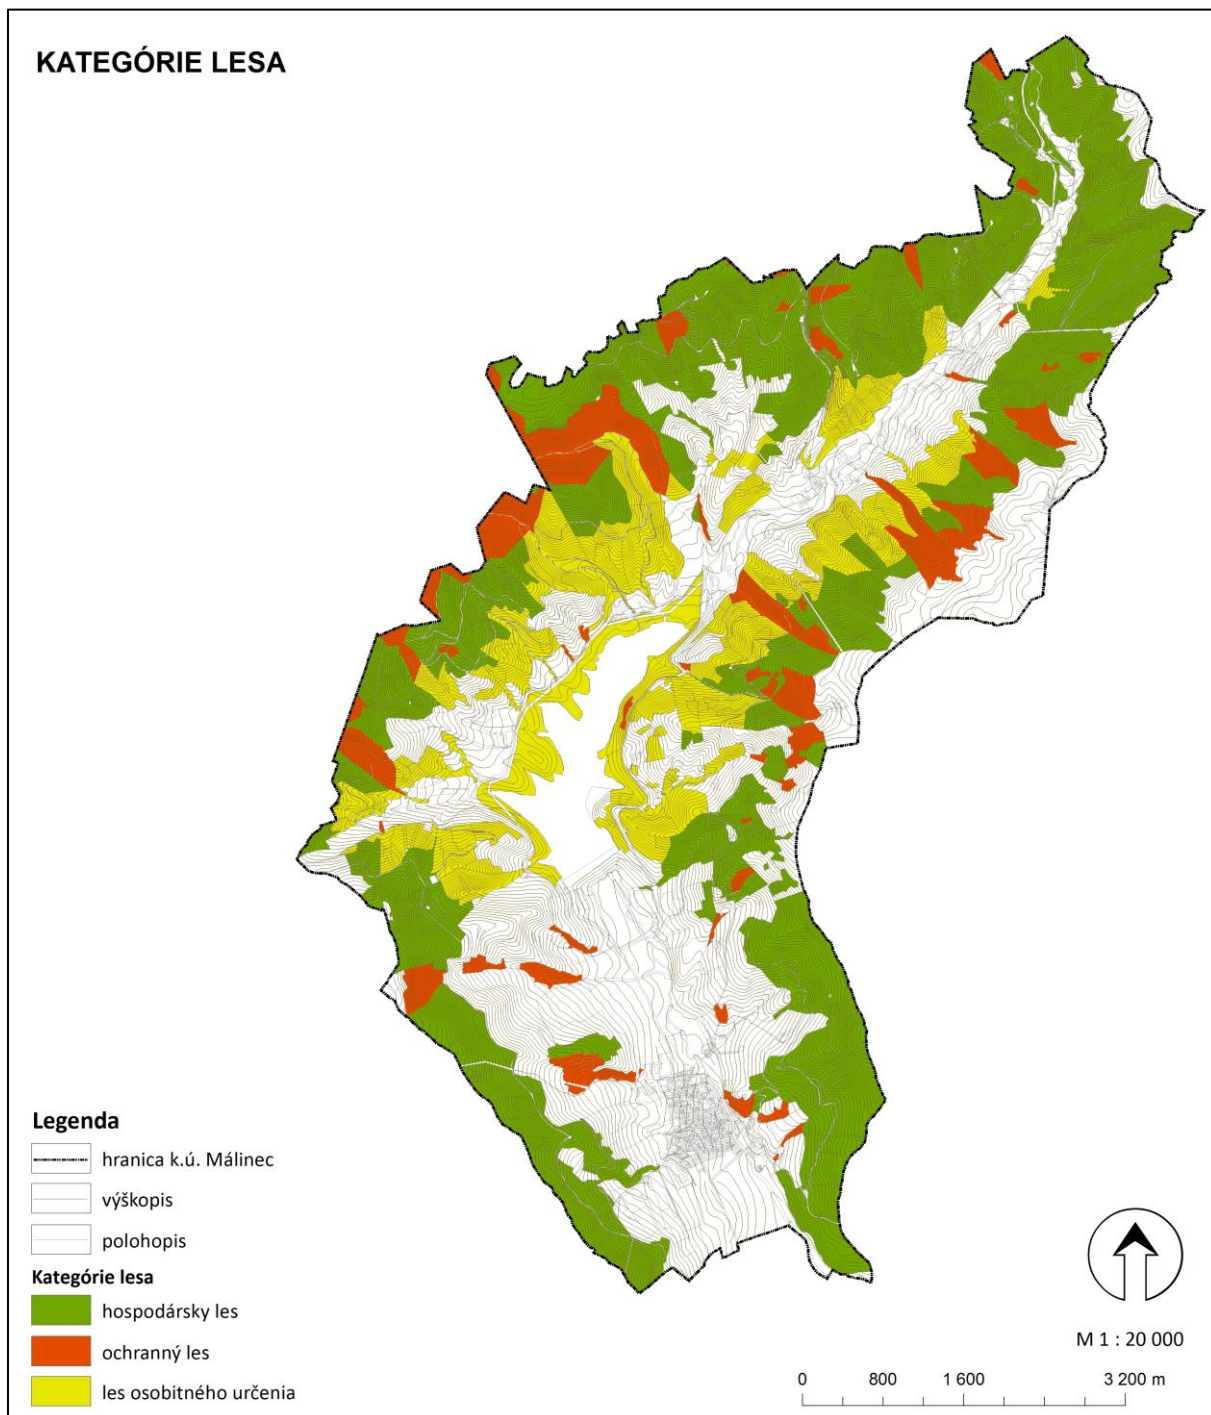 KATEGÓRIE LESA
Legenda
hranica k.ú. Málinec
výškopis
polohopis
Kategórie lesa
hospodársky les
ochranný les
les osobitného určenia
M 1 : 20 000
0 800 1 600 3 200 m